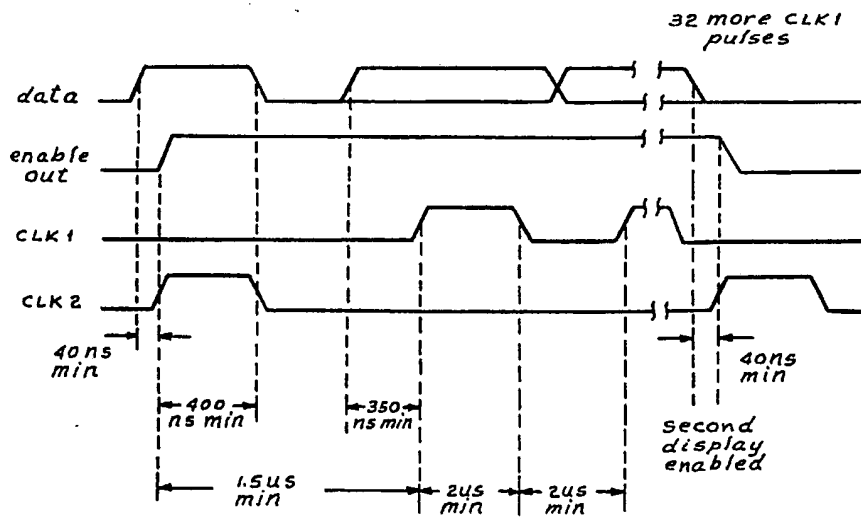 32 more CLK1
pulses
data
enable
out
CLK1
CLK2
40ns
min
400
ns min
350
ns min
40ns
min
second
display
enabled
1.5us
min
2us
min
2us
min